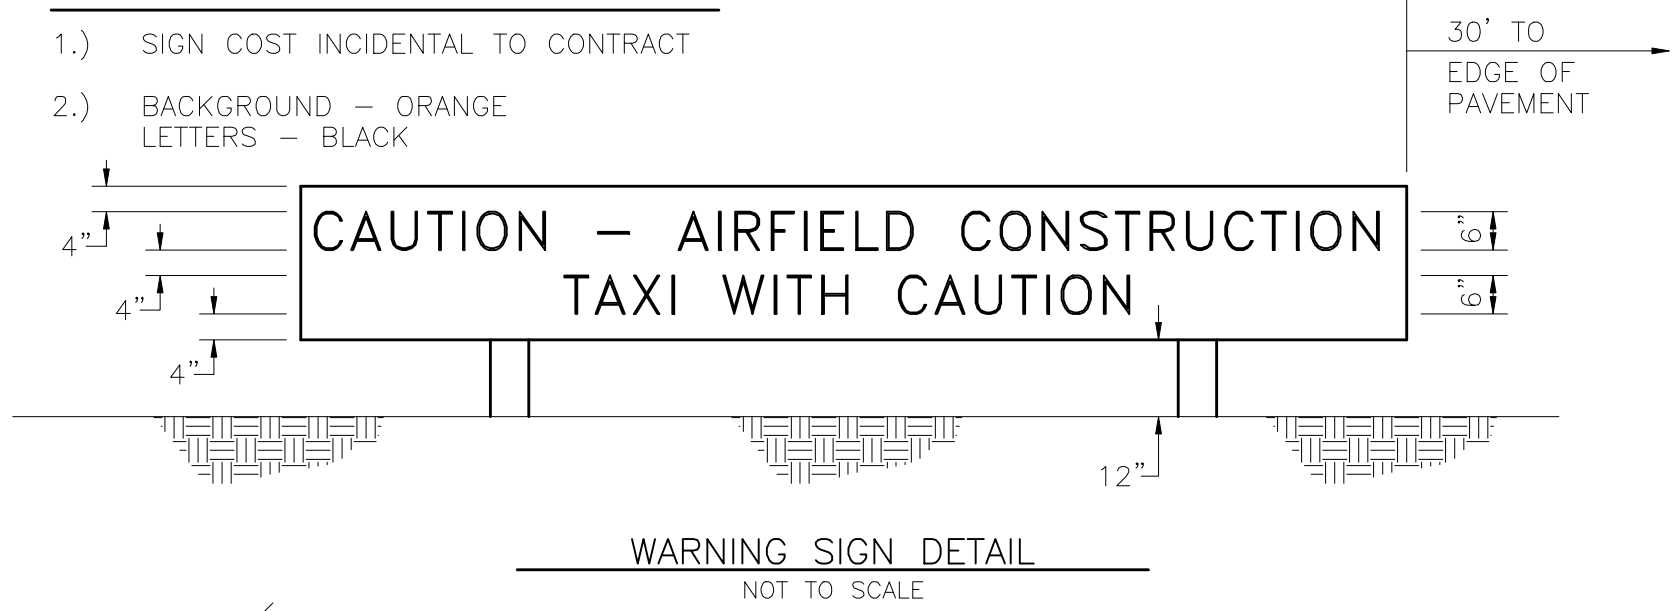 1.) SIGN COST INCIDENTAL TO CONTRACT
2.) BACKGROUND – ORANGE
LETTERS – BLACK
30' TO
EDGE OF
PAVEMENT
4"
4"
4"
CAUTION – AIRFIELD CONSTRUCTION
TAXI WITH CAUTION
6"
6"
12"
WARNING SIGN DETAIL
NOT TO SCALE